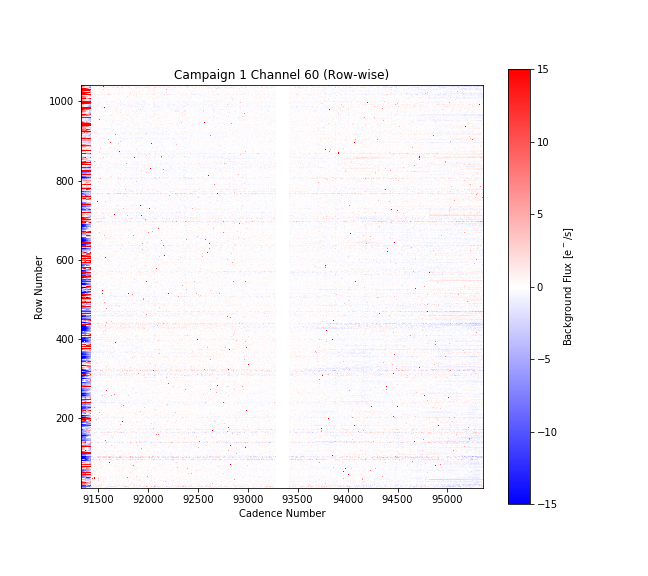 Campaign 1 Channel 60 (Row-wise)
1000
800
600
400
200
Row Number
91500 92000 92500 93000 93500 94000 94500 95000
Cadence Number
15
10
5
0
−5
−10
−15
Background Flux [e⁻/s]